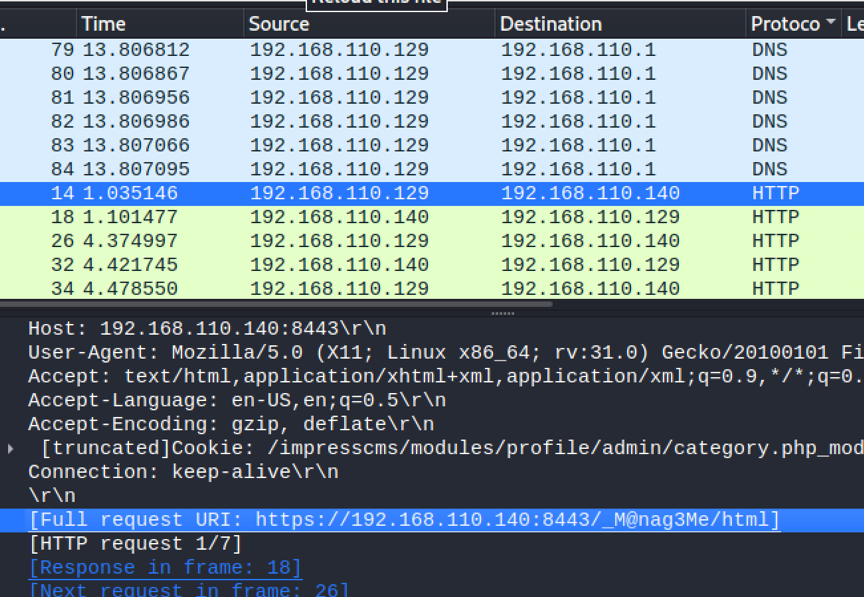 Reload this file
. Time Source Destination Protoco Le
79 13.806812 192.168.110.129 192.168.110.1 DNS
80 13.806867 192.168.110.129 192.168.110.1 DNS
81 13.806956 192.168.110.129 192.168.110.1 DNS
82 13.806986 192.168.110.129 192.168.110.1 DNS
83 13.807066 192.168.110.129 192.168.110.1 DNS
84 13.807095 192.168.110.129 192.168.110.1 DNS
14 1.035146 192.168.110.129 192.168.110.140 HTTP
18 1.101477 192.168.110.140 192.168.110.129 HTTP
26 4.374997 192.168.110.129 192.168.110.140 HTTP
32 4.421745 192.168.110.140 192.168.110.129 HTTP
34 4.478550 192.168.110.129 192.168.110.140 HTTP
Host: 192.168.110.140:8443\r\n
User-Agent: Mozilla/5.0 (X11; Linux x86_64; rv:31.0) Gecko/20100101 Fi
Accept: text/html,application/xhtml+xml,application/xml;q=0.9,*/*;q=0.
Accept-Language: en-US,en;q=0.5\r\n
Accept-Encoding: gzip, deflate\r\n
[truncated]Cookie: /impresscms/modules/profile/admin/category.php_mod
Connection: keep-alive\r\n
\r\n
[Full request URI: https://192.168.110.140:8443/_M@nag3Me/html]
[HTTP request 1/7]
[Response in frame: 18]
[Next request in frame: 26]